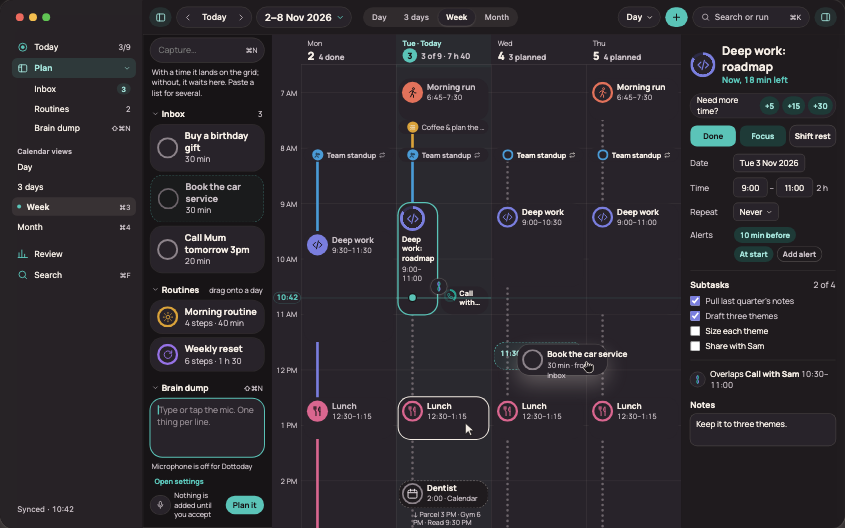 Today 3/9
Plan
Inbox 3
Routines 2
Brain dump ⇧⌘N
Calendar views
Day
3 days
Week ⌘3
Month ⌘4
Review
Search ⌘F
Synced · 10:42
Today
2–8 Nov 2026
Day
3 days
Week
Month
Day
Search or run ⌘K
Capture... ⌘N
With a time it lands on the grid;
without, it waits here. Paste a
list for several.
Inbox 3
Buy a birthday
gift
30 min
Book the car
service
30 min
Call Mum
tomorrow 3pm
20 min
Routines drag onto a day
Morning routine
4 steps · 40 min
Weekly reset
6 steps · 1 h 30
Brain dump ⇧⌘N
Type or tap the mic. One
thing per line.
Microphone is off for Dottoday
Open settings
Nothing is
added until
you accept
Plan it
Mon
2 4 done
Tue · Today
3 3 of 9 · 7 h 40
Wed
4 3 planned
Thu
5 4 planned
7 AM
8 AM
9 AM
10 AM
10:42
11 AM
12 PM
1 PM
2 PM
Team standup
Deep work
9:30–11:30
Lunch
12:30–1:15
Morning run
6:45–7:30
Coffee & plan the ...
Team standup
Deep
work:
roadmap
9:00–
11:00
Call
with...
Lunch
12:30–1:15
Dentist
2:00 · Calendar
Parcel 3 PM · Gym 6
PM · Read 9:30 PM
Team standup
Deep work
9:00–10:30
Book the car service
30 min · from
Inbox
Lunch
12:30–1:15
Morning run
6:45–7:30
Team standup
Deep work
9:00–11:00
Lunch
12:30–1:15
Deep work:
roadmap
Now, 18 min left
Need more
time?
+5
+15
+30
Done
Focus
Shift rest
Date Tue 3 Nov 2026
Time 9:00 – 11:00 2 h
Repeat Never
Alerts 10 min before
At start Add alert
Subtasks 2 of 4
Pull last quarter's notes
Draft three themes
Size each theme
Share with Sam
Overlaps Call with Sam 10:30–
11:00
Notes
Keep it to three themes.